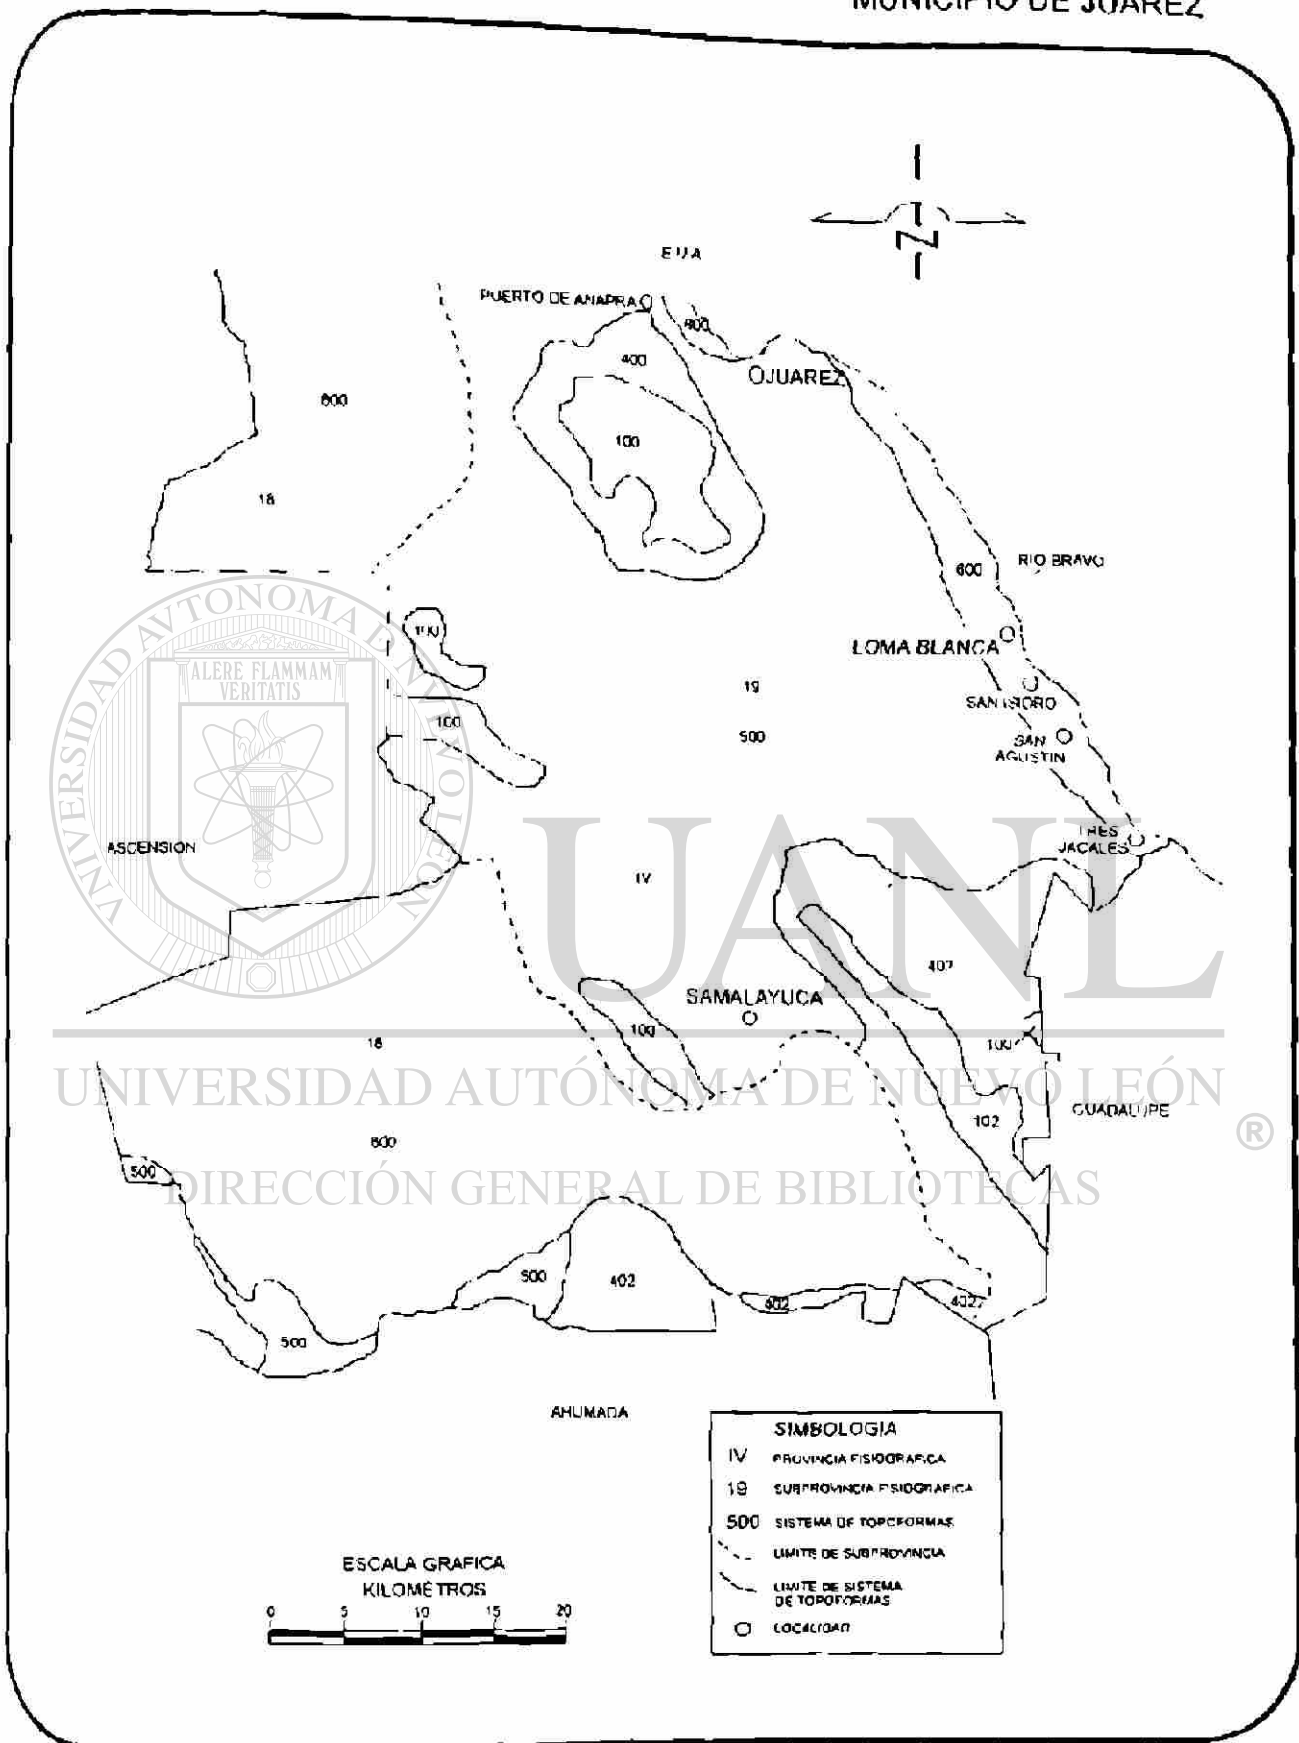 MUNICIPIO DE JUAREZ
N
E U A
PUERTO DE ANAPRA
600
400
JUAREZ
600
100
18
600
RIO BRAVO
100
LOMA BLANCA
19
SAN ISIDRO
100
500
SAN
AGUSTIN
TRES
JACALES
ASCENSION
IV
407
SAMALAYUCA
100
18
100
GUADALUPE
102
600
500
500
402
402
402
500
AHUMADA
SIMBOLOGIA
IV PROVINCIA FISIOGRAFICA
19 SUBPROVINCIA FISIOGRAFICA
500 SISTEMA DE TOPOFORMAS
LIMITE DE SUBPROVINCIA
LIMITE DE SISTEMA
DE TOPOFORMAS
LOCALIDAD
ESCALA GRAFICA
KILOMETROS
0 5 10 15 20
UNIVERSIDAD AUTONOMA DE NUEVO LEON
ALERE FLAMMAM
VERITATIS
UANL
UNIVERSIDAD AUTÓNOMA DE NUEVO LEÓN
®
DIRECCIÓN GENERAL DE BIBLIOTECAS